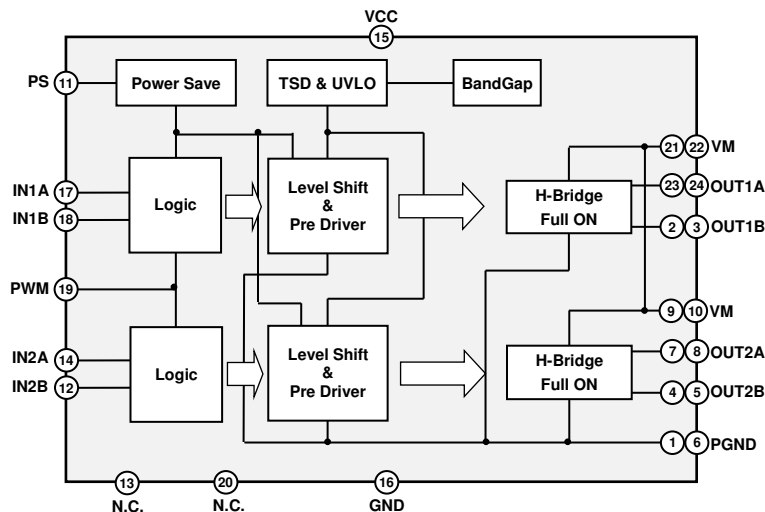 VCC
15
PS
11
Power Save
TSD & UVLO
BandGap
21
22
VM
IN1A
17
IN1B
18
Logic
Level Shift
&
Pre Driver
H-Bridge
Full ON
23
24
OUT1A
2
3
OUT1B
PWM
19
9
10
VM
IN2A
14
IN2B
12
Logic
Level Shift
&
Pre Driver
H-Bridge
Full ON
7
8
OUT2A
4
5
OUT2B
1
6
PGND
13
N.C.
20
N.C.
16
GND